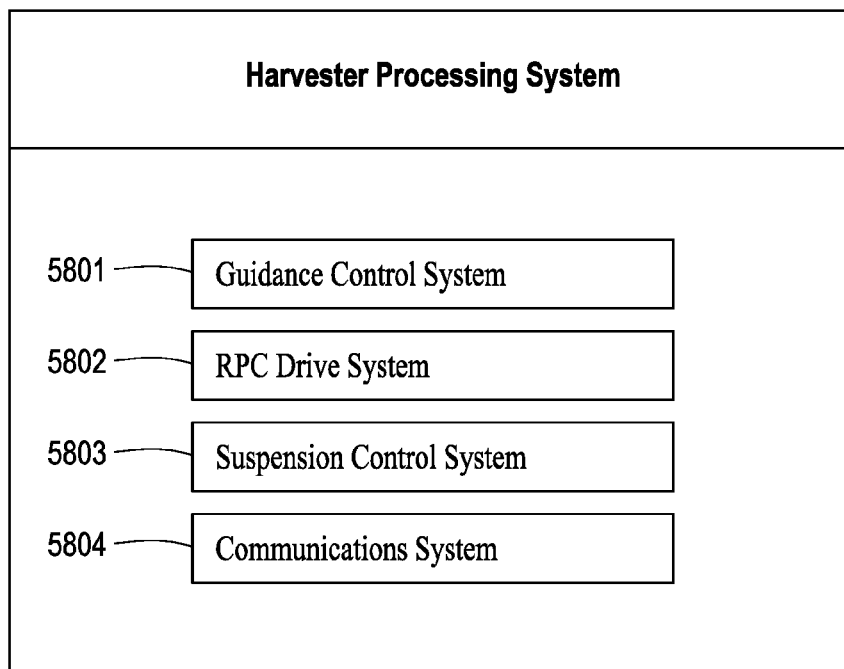 Harvester Processing System
5801 Guidance Control System
5802 RPC Drive System
5803 Suspension Control System
5804 Communications System